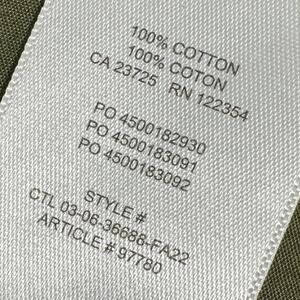 100% COTTON
100% COTON
CA 23725 RN 122354
PO 4500182930
PO 4500183091
PO 4500183092
STYLE #
CTL 03-06-36688-FA22
ARTICLE # 97780